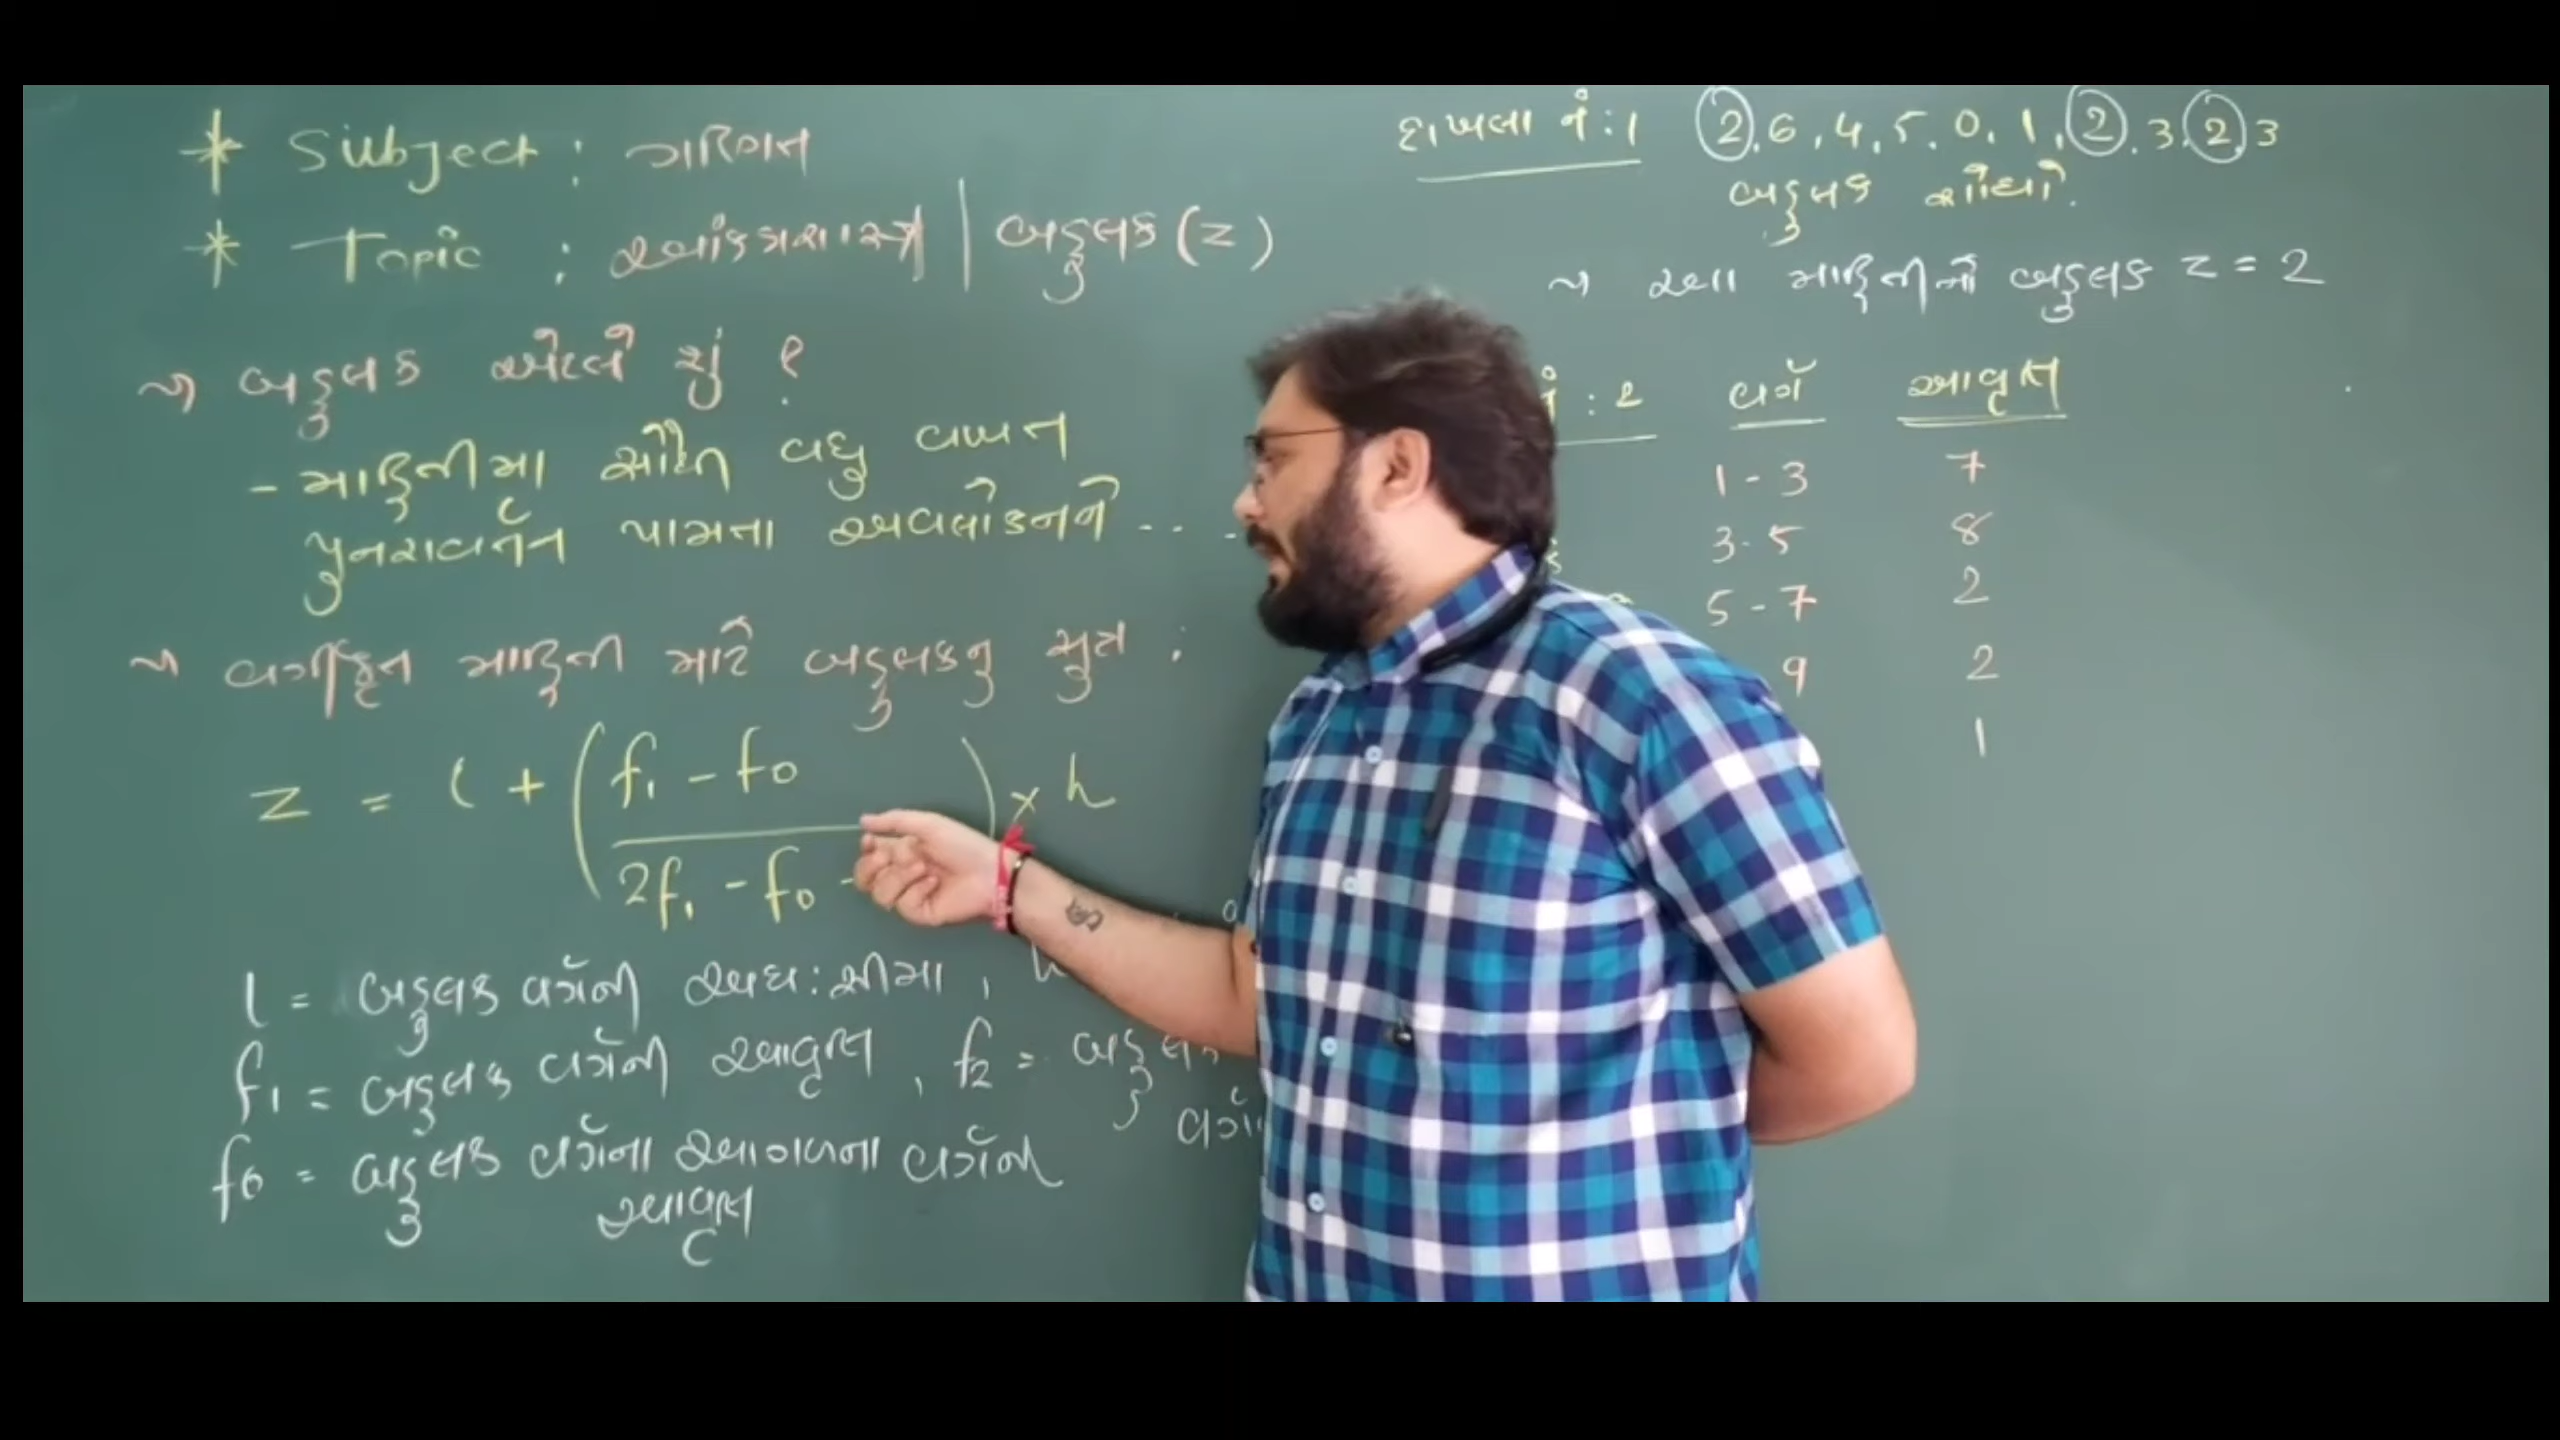 * Subject : ગણિત
* Topic : આંકડાશાસ્ત્ર | બહુલક (z)
~> બહુલક એટલે શું ?
- માહિતીમા સૌથી વધુ વખત
પુનરાવર્તન પામતા અવલોકનને - -
~> વર્ગીકૃત માહિતી માટે બહુલકનુ સુત્ર :
z = l + ( f1 - f0
) x h
2f1 - f0 -
l = બહુલક વર્ગની અધ:સીમા , h
f1 = બહુલક વર્ગની આવૃત્તિ , f2 = બહુલક
વર્ગ
f0 = બહુલક વર્ગના આગળના વર્ગની
આવૃત્તિ
દાખલા નં : 1 2, 6, 4, 5, 0, 1, 2, 3, 2, 3
બહુલક શોધો.
~> આ માહિતીનો બહુલક z = 2
: 2 વર્ગ આવૃત્તિ
1 - 3 7
3 - 5 8
5 - 7 2
9 2
1